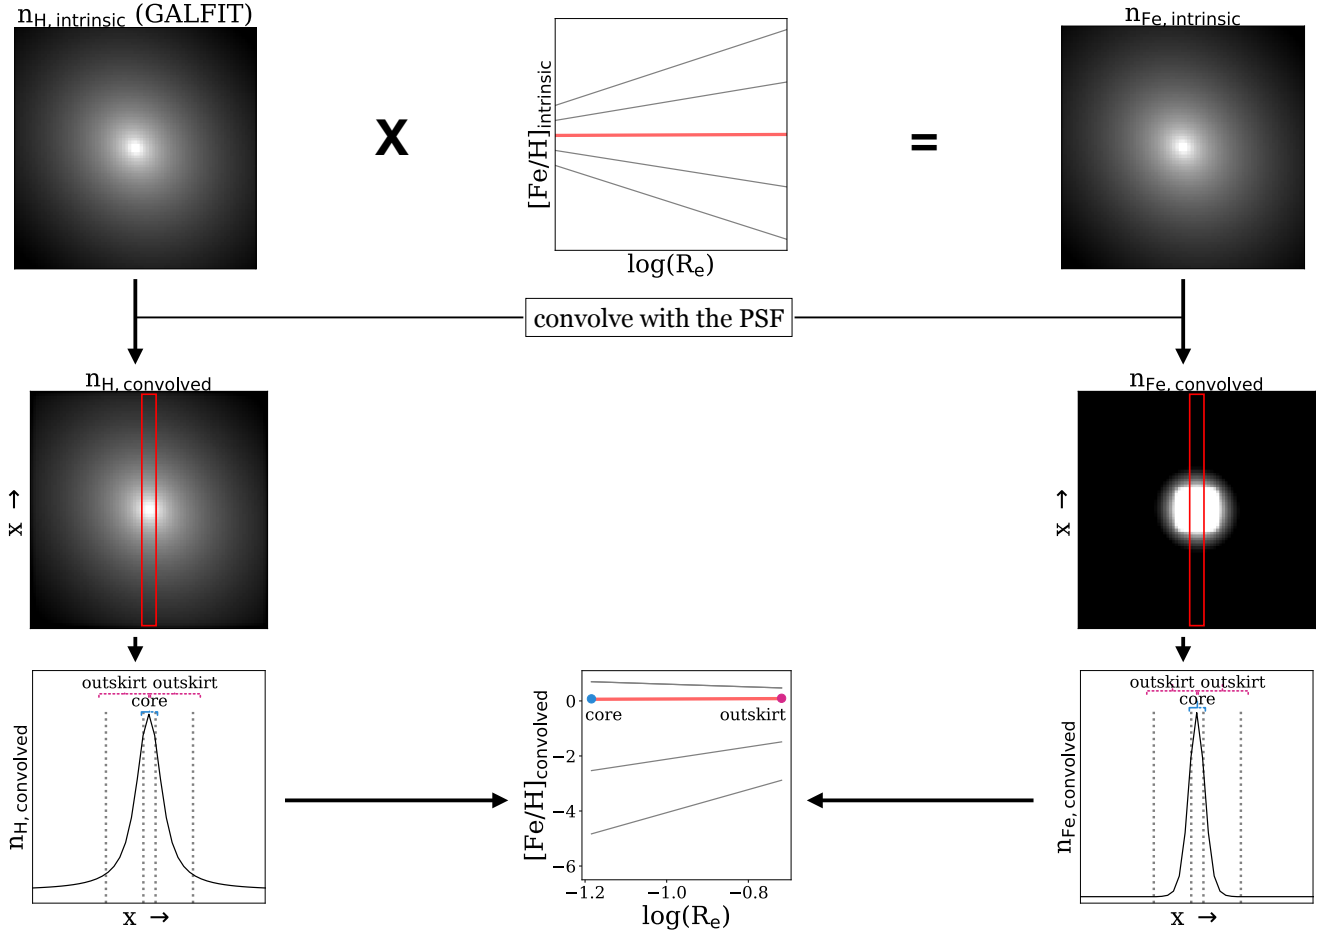 n_H, intrinsic (GALFIT)
n_Fe, intrinsic
X
=
[Fe/H]_intrinsic
log(R_e)
convolve with the PSF
n_H, convolved
n_Fe, convolved
x →
x →
outskirt outskirt
core
n_H, convolved
x →
0
−2
−4
−6
[Fe/H]_convolved
core
outskirt
−1.2 −1.0 −0.8
log(R_e)
outskirt outskirt
core
n_Fe, convolved
x →